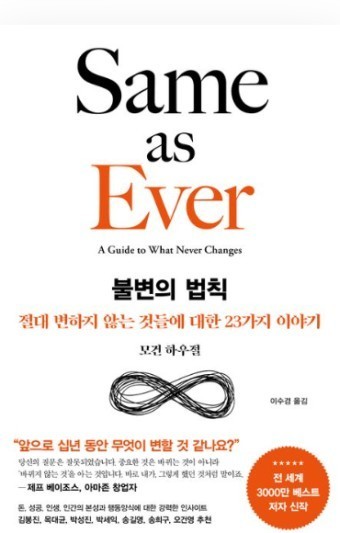 Same
as
Ever
A Guide to What Never Changes
불변의 법칙
절대 변하지 않는 것들에 대한 23가지 이야기
모건 하우절
이수경 옮김
“앞으로 십년 동안 무엇이 변할 것 같나요?”
당신의 질문은 잘못되었습니다. 중요한 것은 바뀌는 것이 아니라
‘바뀌지 않는 것’을 아는 것입니다. 바로 내가, 그렇게 했던 것처럼 말이죠.
— 제프 베이조스, 아마존 창업자
돈, 성공, 인생, 인간의 본성과 행동양식에 대한 강력한 인사이트
김봉진, 옥대균, 박성진, 박세익, 송길영, 송희구, 오건영 추천
★★★★★
전 세계
3000만 베스트
저자 신작